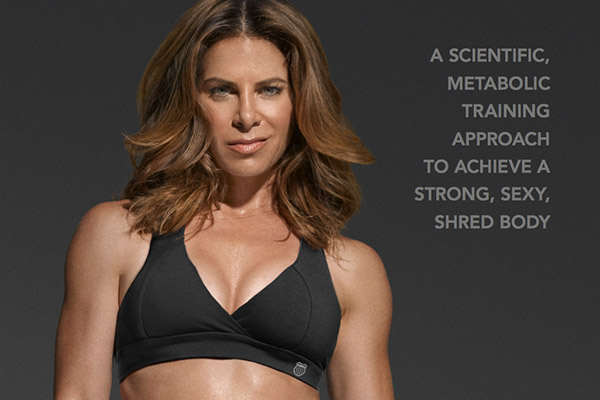 A SCIENTIFIC,
METABOLIC
TRAINING
APPROACH
TO ACHIEVE A
STRONG, SEXY,
SHRED BODY